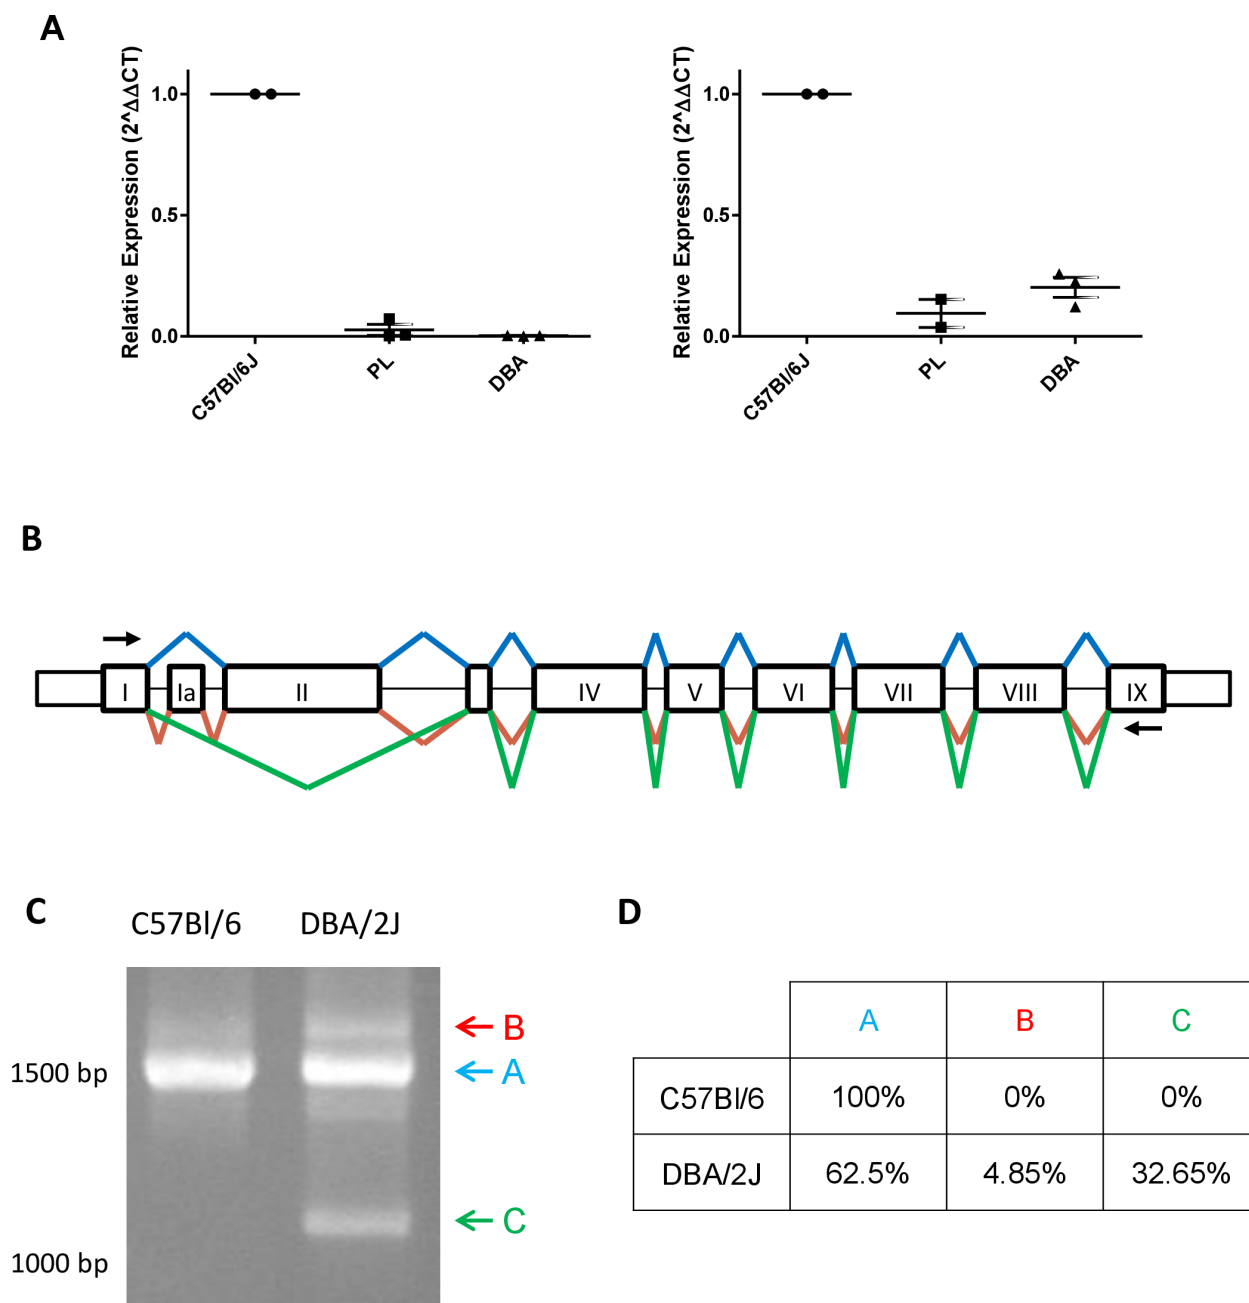 A
Relative Expression (2^ΔΔCT)
1.0
0.5
0.0
C57Bl/6J
PL
DBA
Relative Expression (2^ΔΔCT)
1.0
0.5
0.0
C57Bl/6J
PL
DBA
B
I Ia II IV V VI VII VIII IX
C
C57Bl/6 DBA/2J
B
1500 bp A
C
1000 bp
D
A B C
C57Bl/6 100% 0% 0%
DBA/2J 62.5% 4.85% 32.65%